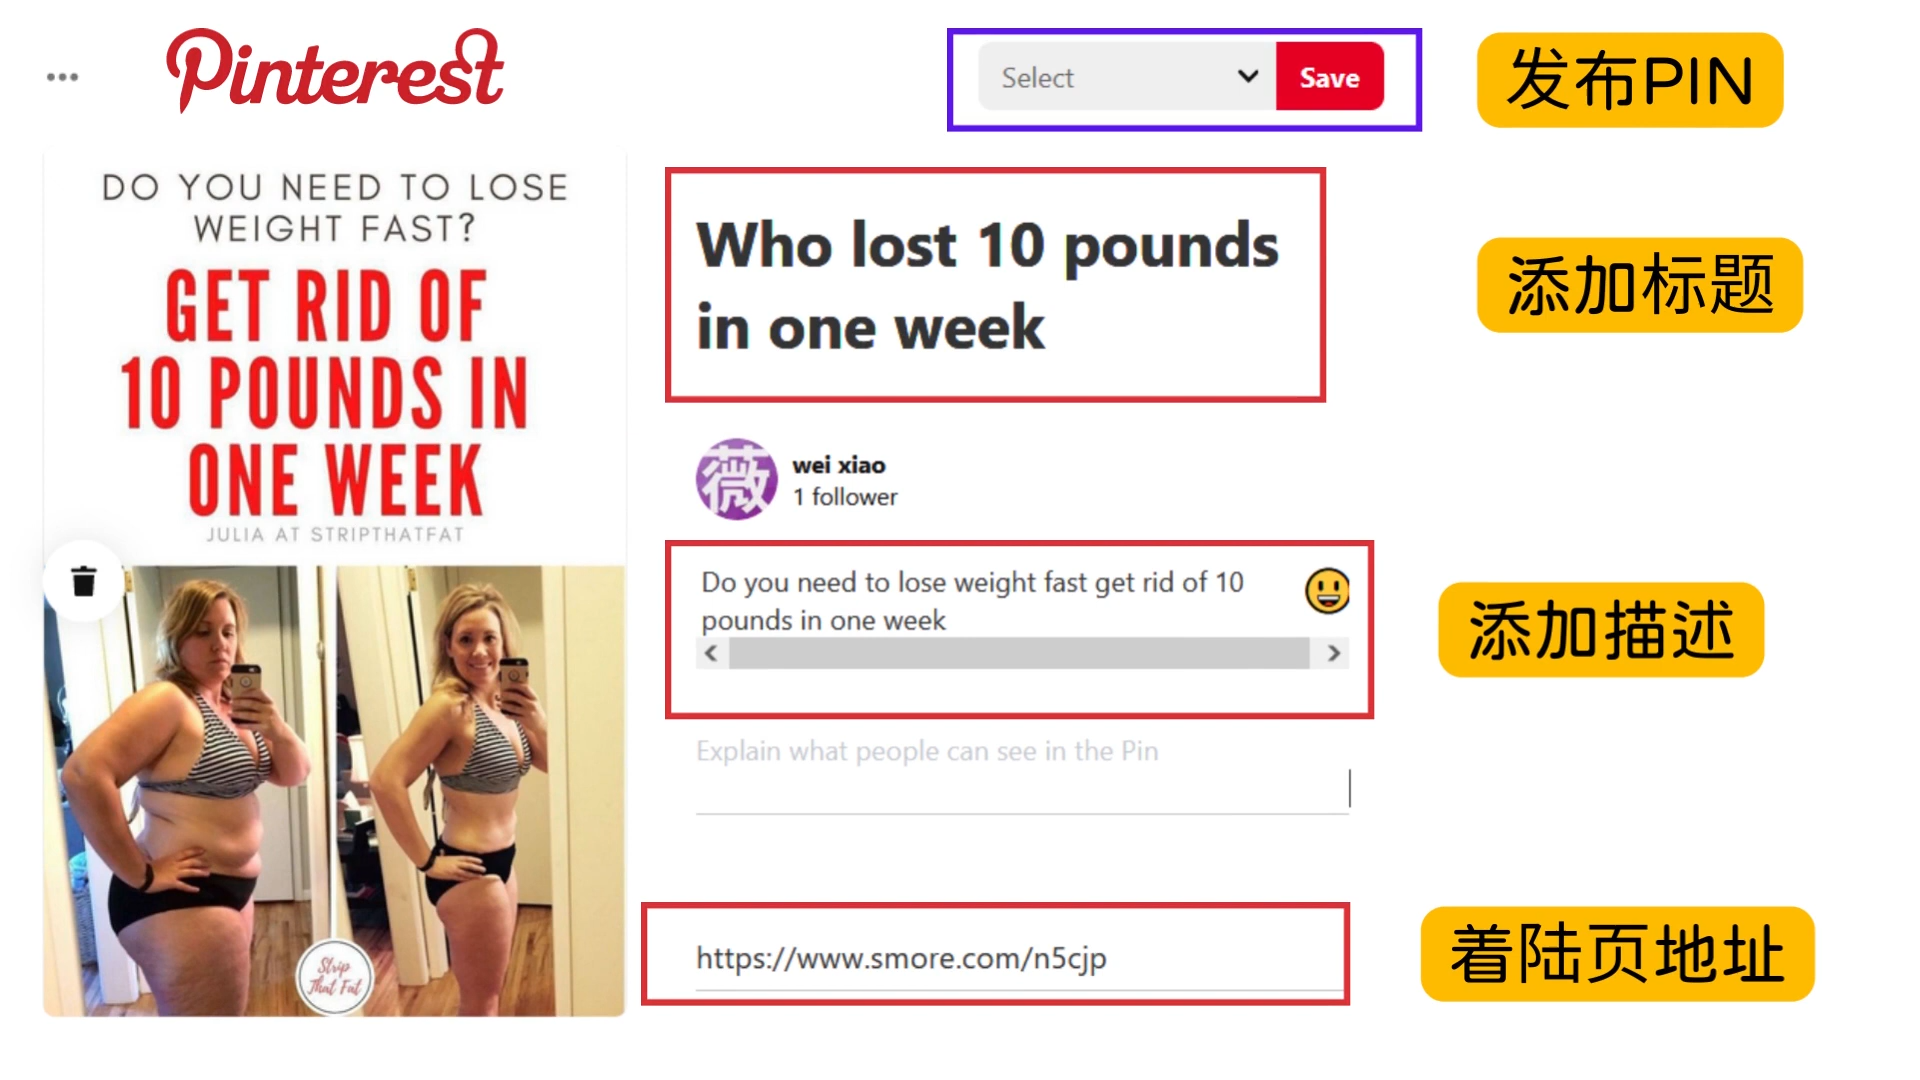 Pinterest
Select
Save
发布PIN
DO YOU NEED TO LOSE
WEIGHT FAST?
GET RID OF
10 POUNDS IN
ONE WEEK
JULIA AT STRIPTHATFAT
Strip
That Fat
Who lost 10 pounds
in one week
添加标题
薇
wei xiao
1 follower
Do you need to lose weight fast get rid of 10
pounds in one week
添加描述
Explain what people can see in the Pin
https://www.smore.com/n5cjp
着陆页地址